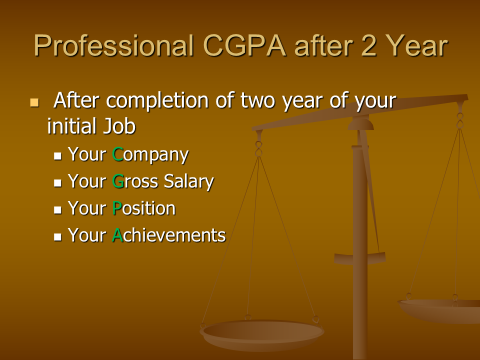 Professional CGPA after 2 Year
After completion of two year of your
initial Job
Your Company
Your Gross Salary
Your Position
Your Achievements